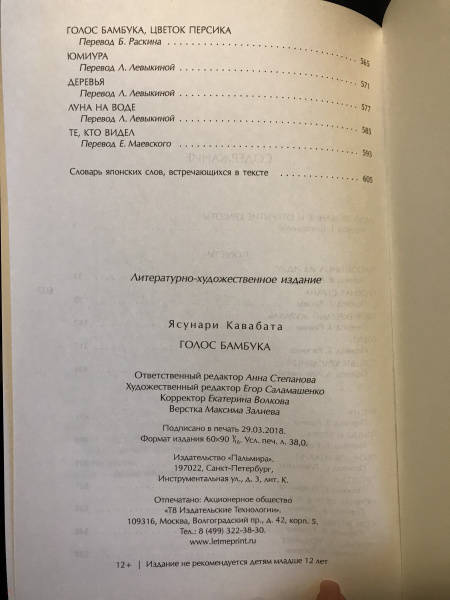 ГОЛОС БАМБУКА, ЦВЕТОК ПЕРСИКА
Перевод Б. Раскина 565
ЮМИУРА
Перевод Л. Левыкиной 571
ДЕРЕВЬЯ
Перевод Л. Левыкиной 577
ЛУНА НА ВОДЕ
Перевод Л. Левыкиной 583
ТЕ, КТО ВИДЕЛ
Перевод Е. Маевского 593
Словарь японских слов, встречающихся в тексте 605
Литературно-художественное издание
Ясунари Кавабата
ГОЛОС БАМБУКА
Ответственный редактор Анна Степанова
Художественный редактор Егор Саламашенко
Корректор Екатерина Волкова
Верстка Максима Залиева
Подписано в печать 29.03.2018.
Формат издания 60×90 1/16. Усл. печ. л. 38,0.
Издательство «Пальмира».
197022, Санкт-Петербург,
Инструментальная ул., д. 3, лит. К.
Отпечатано: Акционерное общество
«Т8 Издательские Технологии».
109316, Москва, Волгоградский пр., д. 42, корп. 5.
Тел.: 8 (499) 322-38-30.
www.letmeprint.ru
12+ | Издание не рекомендуется детям младше 12 лет